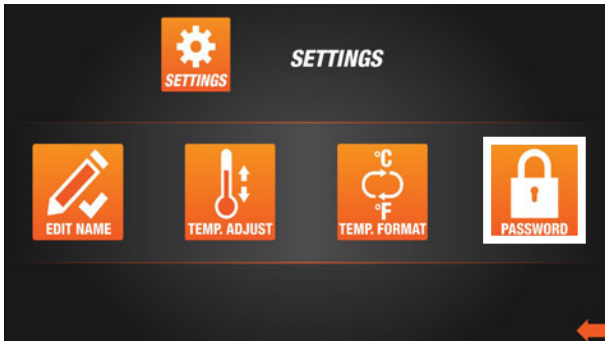 SETTINGS
SETTINGS
°C
°F
EDIT NAME
TEMP. ADJUST
TEMP. FORMAT
PASSWORD